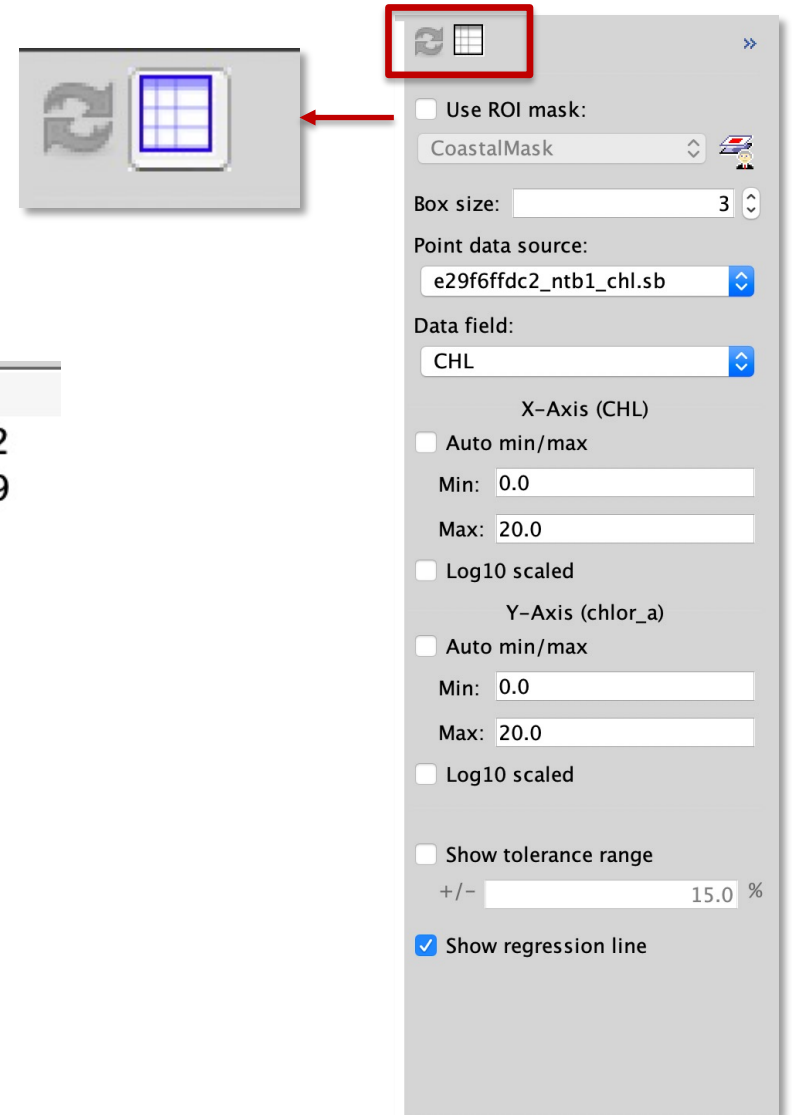 »
Use ROI mask:
CoastalMask
Box size: 3
Point data source:
e29f6ffdc2_ntb1_chl.sb
Data field:
CHL
X-Axis (CHL)
Auto min/max
Min: 0.0
Max: 20.0
Log10 scaled
Y-Axis (chlor_a)
Auto min/max
Min: 0.0
Max: 20.0
Log10 scaled
Show tolerance range
+/- 15.0 %
Show regression line
2
9